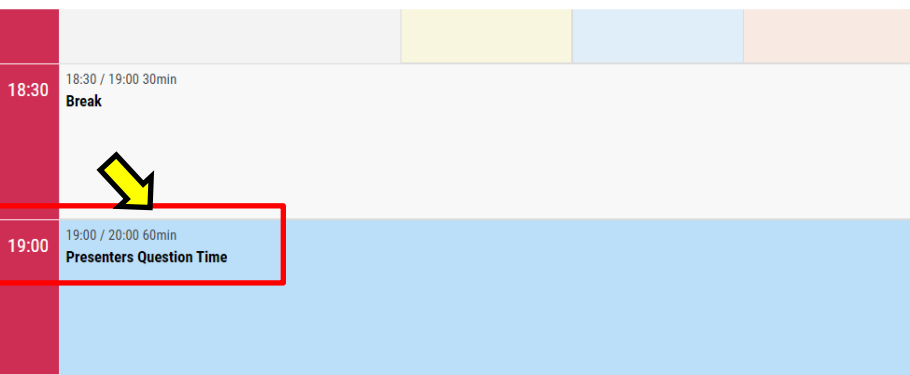 18:30
18:30 / 19:00 30min
Break
19:00
19:00 / 20:00 60min
Presenters Question Time